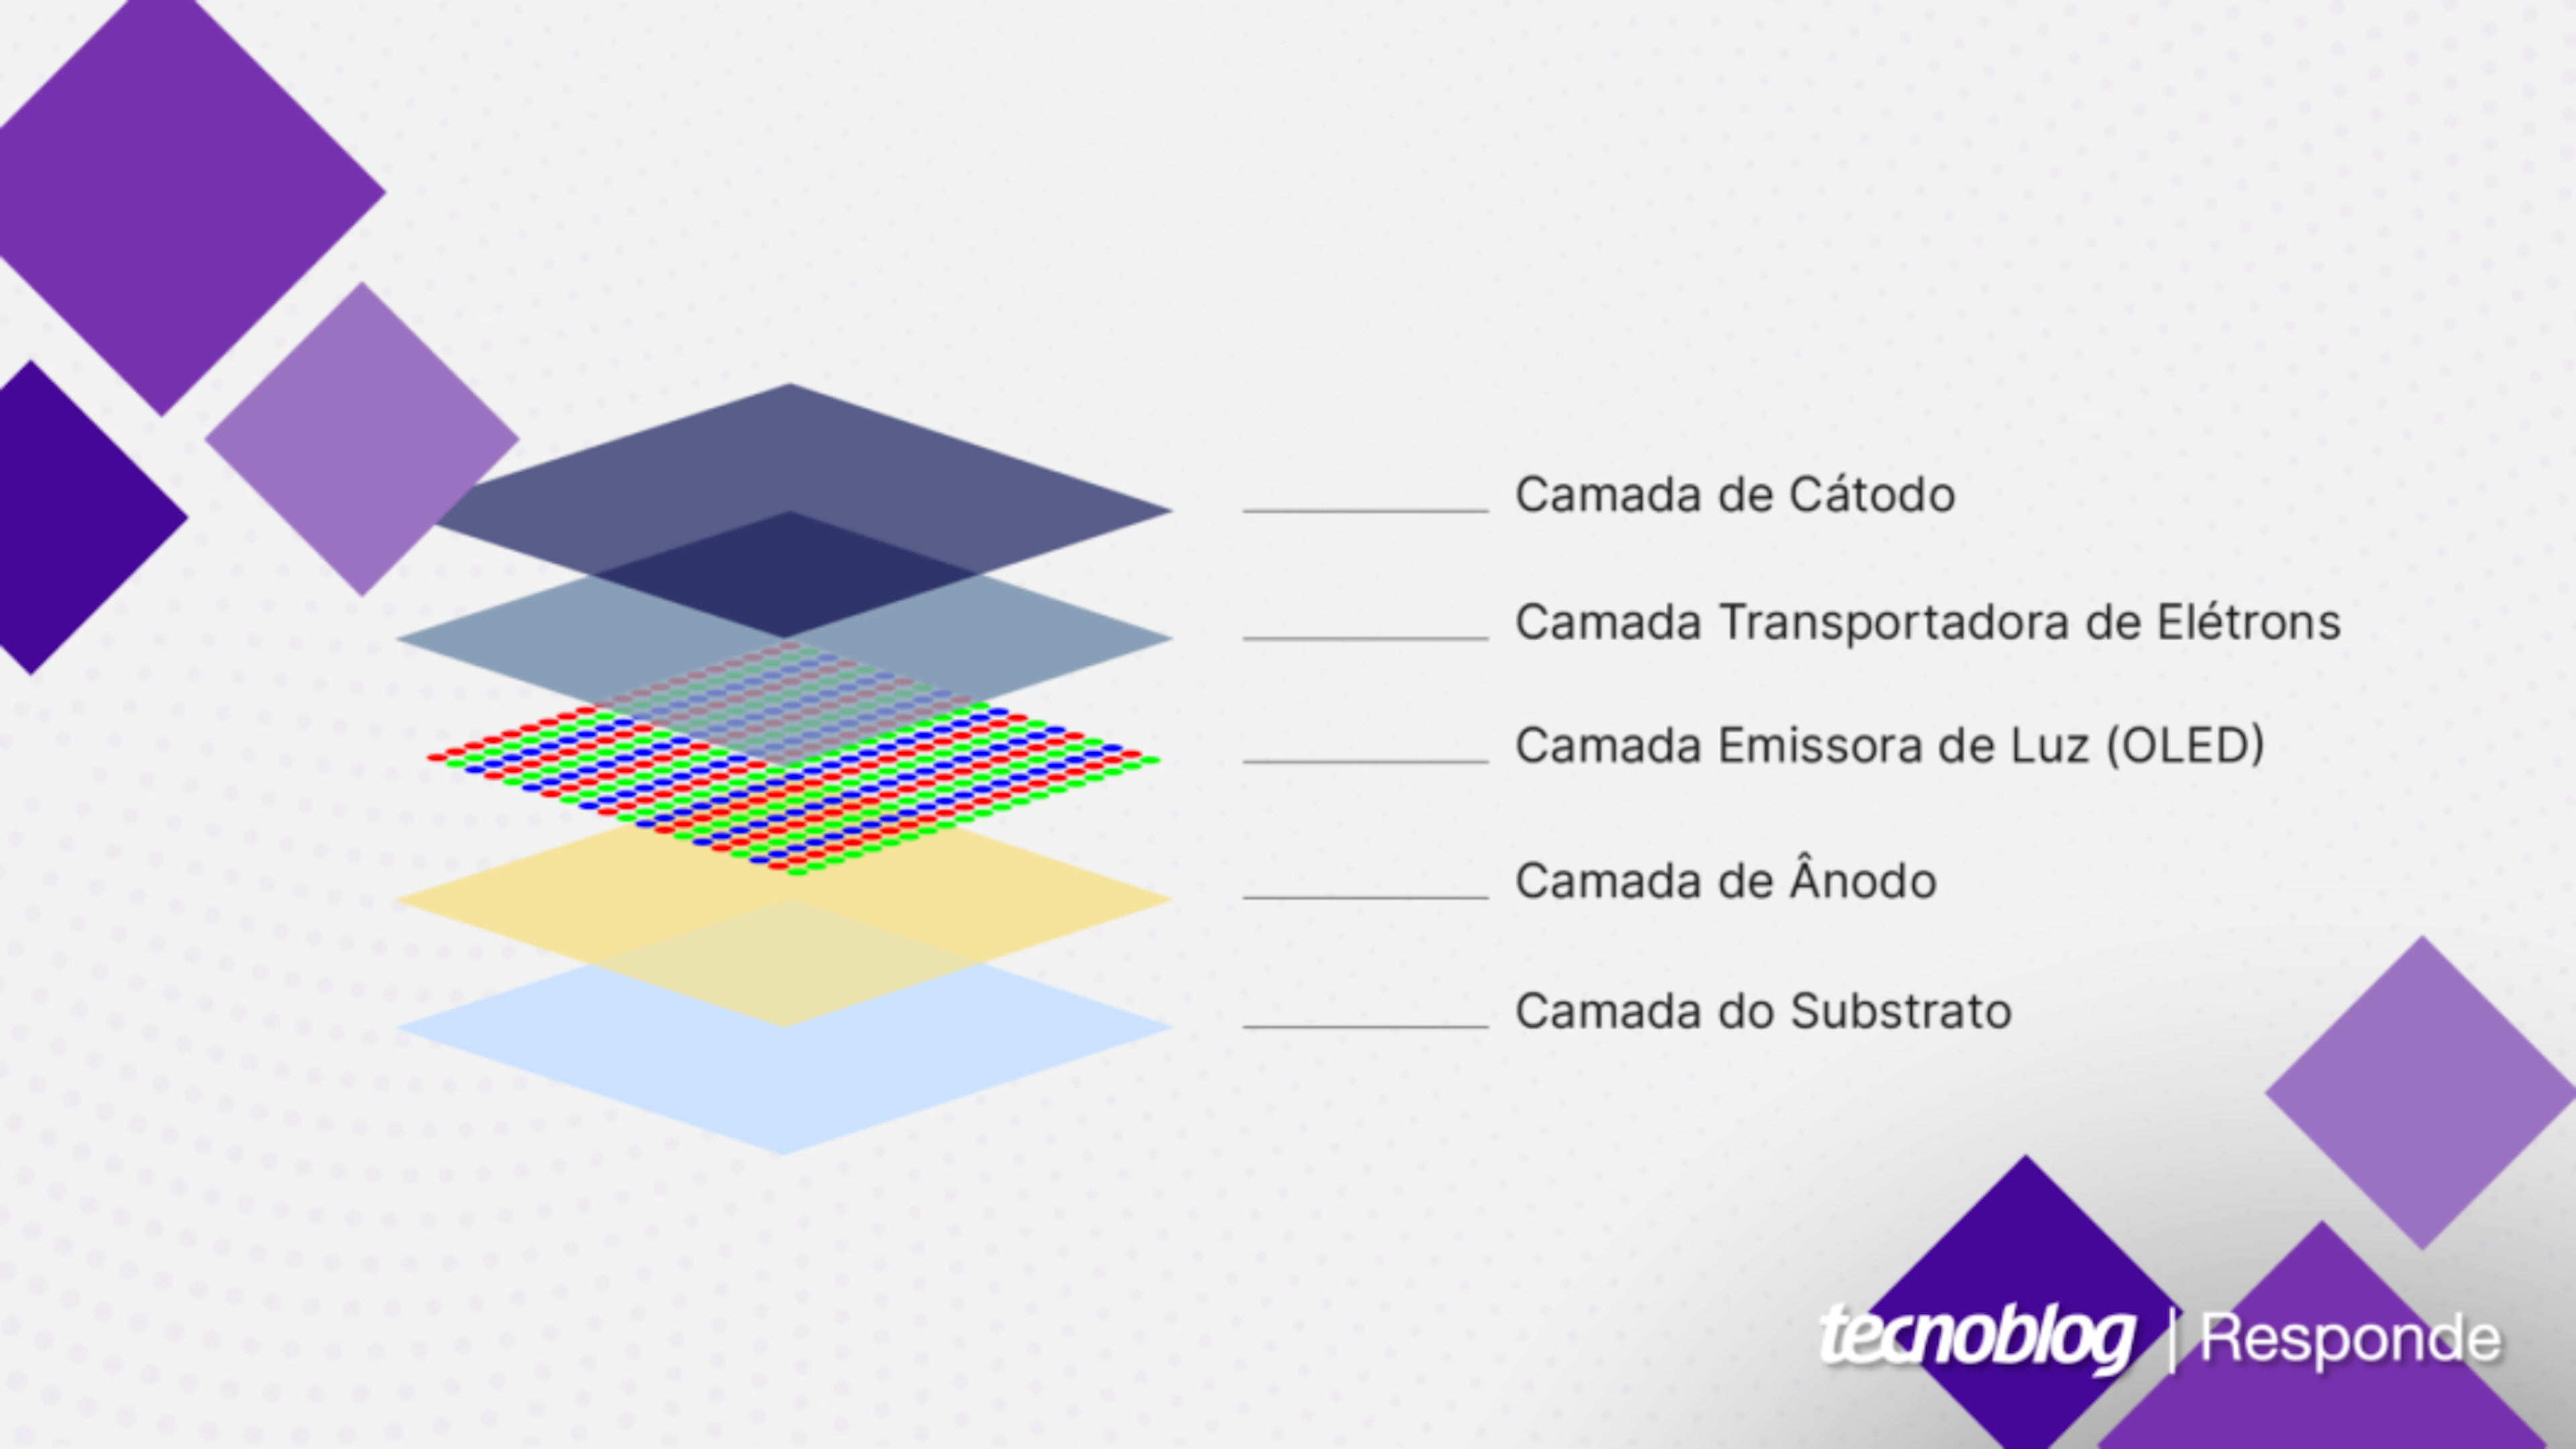 Camada de Cátodo
Camada Transportadora de Elétrons
Camada Emissora de Luz (OLED)
Camada de Ânodo
Camada do Substrato
tecnoblog | Responde